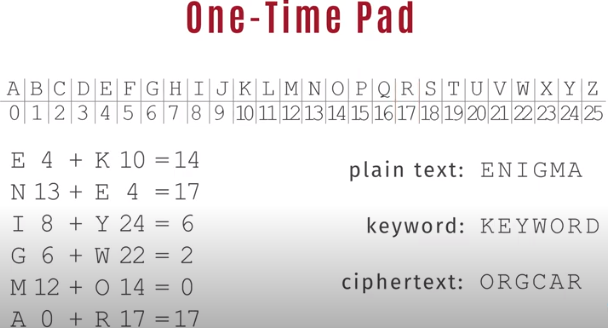 One-Time Pad
A B C D E F G H I J K L M N O P Q R S T U V W X Y Z
0 1 2 3 4 5 6 7 8 9 10 11 12 13 14 15 16 17 18 19 20 21 22 23 24 25
E 4 + K 10 =14
N 13 + E 4 =17
I 8 + Y 24 = 6
G 6 + W 22 = 2
M 12 + O 14 = 0
A 0 + R 17 =17
plain text: ENIGMA
keyword: KEYWORD
ciphertext: ORGCAR